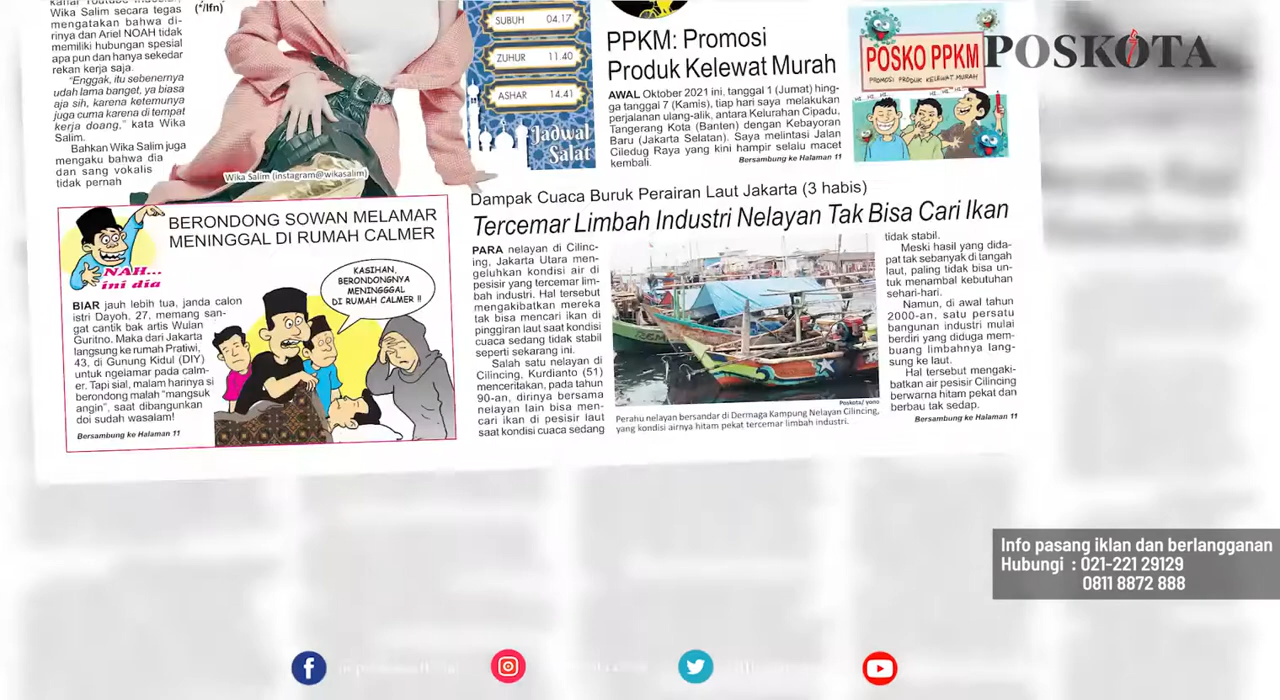 Wika Salim secara tegas
mengatakan bahwa di-
rinya dan Ariel NOAH tidak
memiliki hubungan spesial
apa pun dan hanya sekedar
rekan kerja saja.
"Enggak, itu sebenernya
udah lama banget, ya biasa
aja sih, karena ketemunya
juga cuma karena di tempat
kerja doang," kata Wika
Salim.
Bahkan Wika Salim juga
mengaku bahwa dia
dan sang vokalis
tidak pernah
(*/Ifn)
Wika Salim (instagram@wikasalim)
SUBUH 04.17
ZUHUR 11.40
ASHAR 14.41
Jadwal
Salat
PPKM: Promosi
Produk Kelewat Murah
AWAL Oktober 2021 ini, tanggal 1 (Jumat) hing-
ga tanggal 7 (Kamis), tiap hari saya melakukan
perjalanan ulang-alik, antara Kelurahan Cipadu,
Tangerang Kota (Banten) dengan Kebayoran
Baru (Jakarta Selatan). Saya melintasi Jalan
Ciledug Raya yang kini hampir selalu macet
kembali.
Bersambung ke Halaman 11
POSKO PPKM
PROMOSI PRODUK KELEWAT MURAH
POSKOTA
BERONDONG SOWAN MELAMAR
MENINGGAL DI RUMAH CALMER
NAH...
ini dia
BIAR jauh lebih tua, janda calon
istri Dayoh, 27, memang san-
gat cantik bak artis Wulan
Guritno. Maka dari Jakarta
langsung ke rumah Pratiwi,
43, di Gunung Kidul (DIY)
untuk ngelamar pada calm-
er. Tapi sial, malam harinya si
berondong malah "mangsuk
angin", saat dibangunkan
doi sudah wasalam!
Bersambung ke Halaman 11
KASIHAN,
BERONDONGNYA
MENINGGGAL
DI RUMAH CALMER !!
Dampak Cuaca Buruk Perairan Laut Jakarta (3 habis)
Tercemar Limbah Industri Nelayan Tak Bisa Cari Ikan
PARA nelayan di Cilinc-
ing, Jakarta Utara men-
geluhkan kondisi air di
pesisir yang tercemar lim-
bah industri. Hal tersebut
mengakibatkan mereka
tak bisa mencari ikan di
pinggiran laut saat kondisi
cuaca sedang tidak stabil
seperti sekarang ini.
Salah satu nelayan di
Cilincing, Kurdianto (51)
menceritakan, pada tahun
90-an, dirinya bersama
nelayan lain bisa men-
cari ikan di pesisir laut
saat kondisi cuaca sedang
Poskota/ yono
Perahu nelayan bersandar di Dermaga Kampung Nelayan Cilincing,
yang kondisi airnya hitam pekat tercemar limbah industri.
tidak stabil.
Meski hasil yang dida-
pat tak sebanyak di tangah
laut, paling tidak bisa un-
tuk menambal kebutuhan
sehari-hari.
Namun, di awal tahun
2000-an, satu persatu
bangunan industri mulai
berdiri yang diduga mem-
buang limbahnya lang-
sung ke laut.
Hal tersebut mengaki-
batkan air pesisir Cilincing
berwarna hitam pekat dan
berbau tak sedap.
Bersambung ke Halaman 11
Info pasang iklan dan berlangganan
Hubungi : 021-221 29129
0811 8872 888